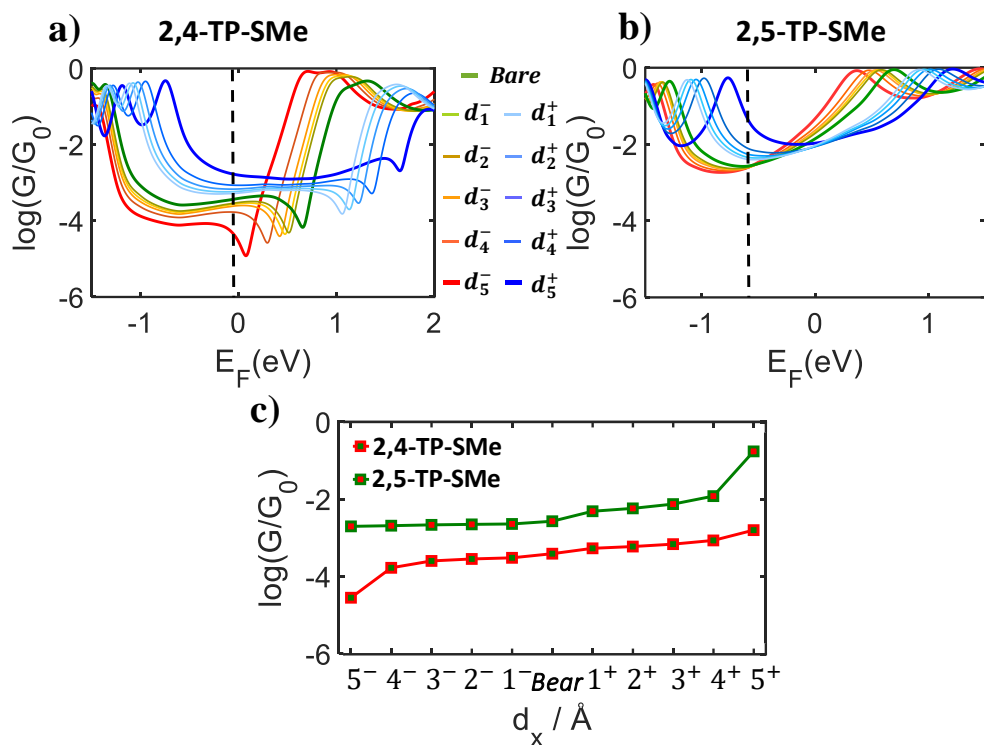 a) 2,4-TP-SMe
0
-2
-4
-6
log(G/G₀)
-1 0 1 2
E_F(eV)
Bare
d₁⁻ d₁⁺
d₂⁻ d₂⁺
d₃⁻ d₃⁺
d₄⁻ d₄⁺
d₅⁻ d₅⁺
b) 2,5-TP-SMe
0
-2
-4
-6
log(G/G₀)
-1 0 1
E_F(eV)
c)
0
-2
-4
-6
log(G/G₀)
2,4-TP-SMe
2,5-TP-SMe
5⁻ 4⁻ 3⁻ 2⁻ 1⁻ Bear 1⁺ 2⁺ 3⁺ 4⁺ 5⁺
dₓ / Å